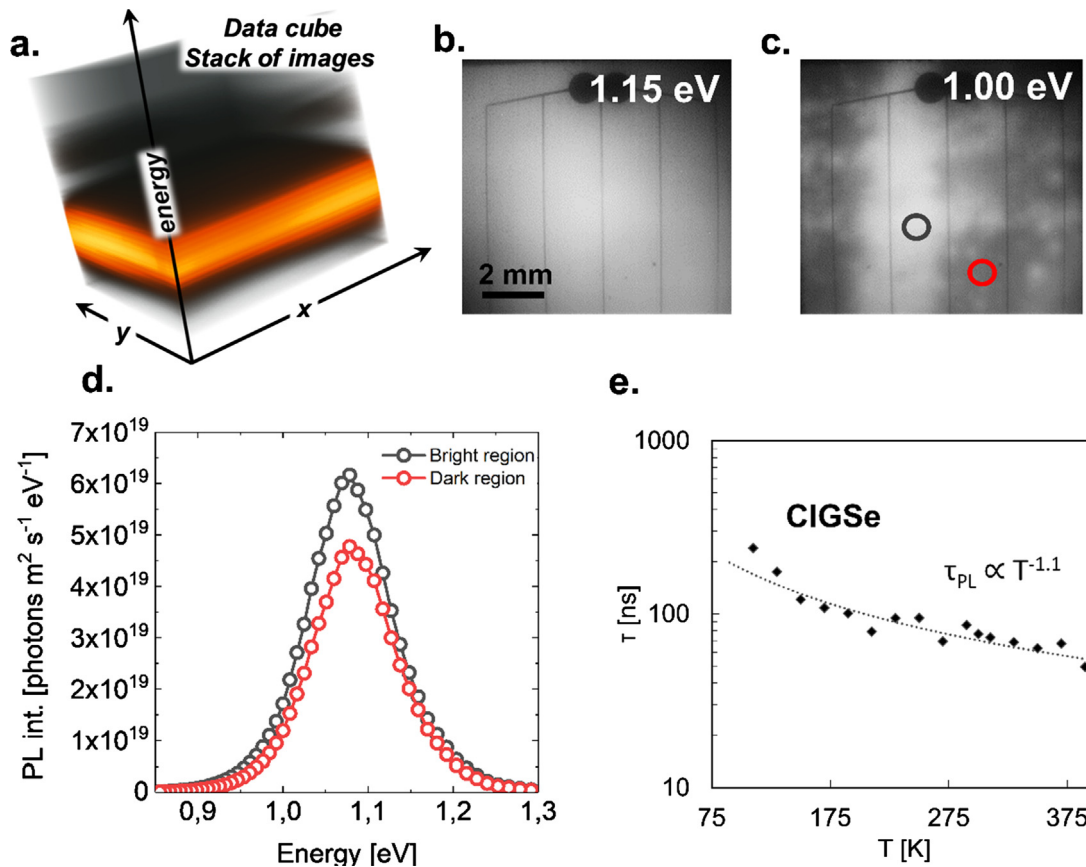 a.
Data cube
Stack of images
energy
x
y
b.
1.15 eV
2 mm
c.
1.00 eV
d.
7x10¹⁹
6x10¹⁹
5x10¹⁹
4x10¹⁹
3x10¹⁹
2x10¹⁹
1x10¹⁹
0
PL int. [photons m² s⁻¹ eV⁻¹]
Bright region
Dark region
0,9 1,0 1,1 1,2 1,3
Energy [eV]
e.
1000
100
10
τ [ns]
CIGSe
τPL ∝ T⁻¹·¹
75 175 275 375
T [K]